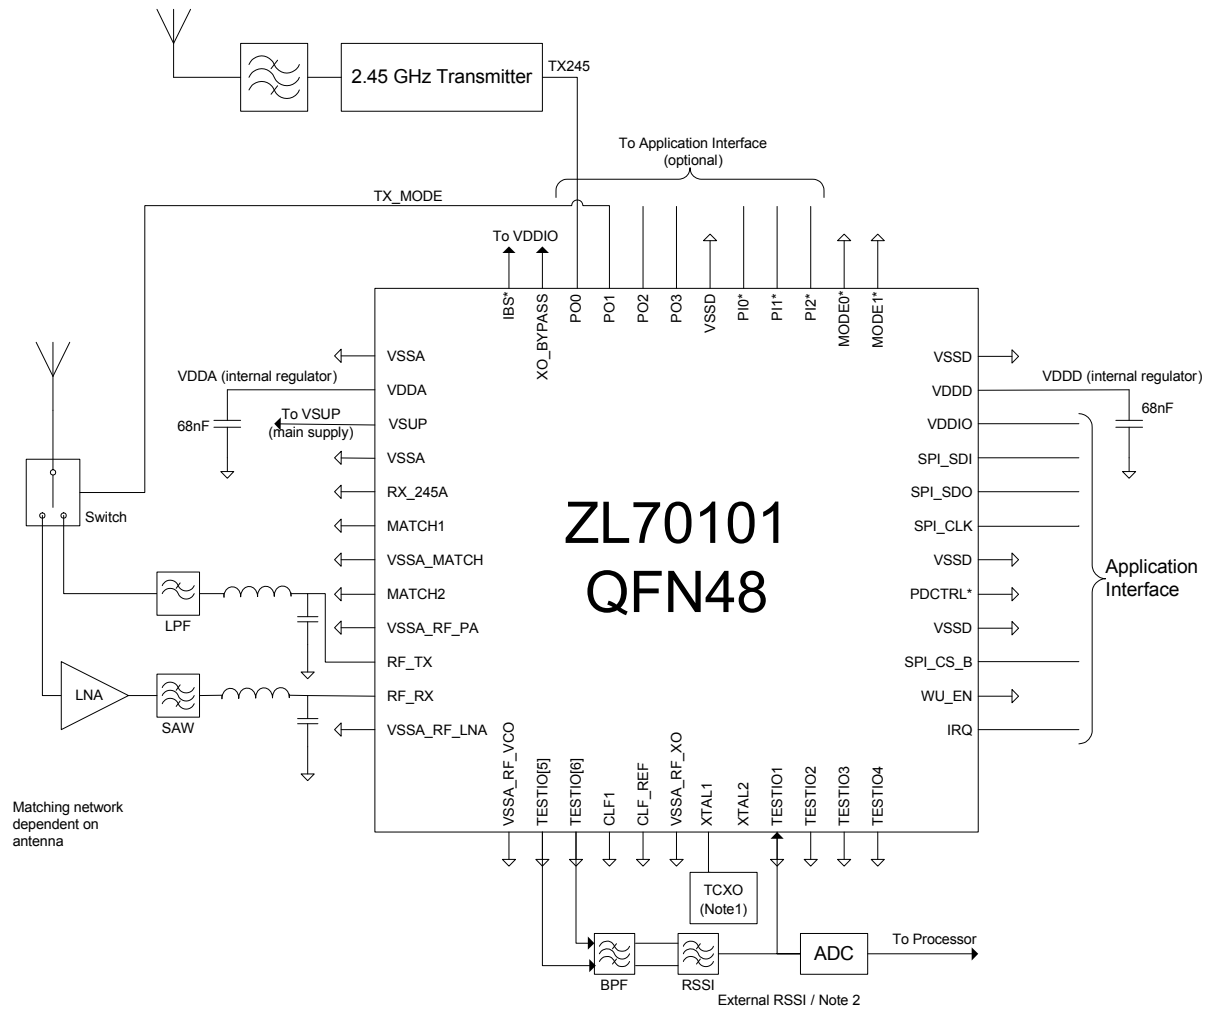 2.45 GHz Transmitter
TX245
To Application Interface
(optional)
TX_MODE
To VDDIO
IBS*
XO_BYPASS
PO0
PO1
PO2
PO3
VSSD
PI0*
PI1*
PI2*
MODE0*
MODE1*
VSSA
VDDA
VSUP
VSSA
RX_245A
MATCH1
VSSA_MATCH
MATCH2
VSSA_RF_PA
RF_TX
RF_RX
VSSA_RF_LNA
VDDA (internal regulator)
68nF
To VSUP
(main supply)
Switch
LPF
LNA
SAW
Matching network
dependent on
antenna
ZL70101
QFN48
VSSD
VDDD
VDDIO
SPI_SDI
SPI_SDO
SPI_CLK
VSSD
PDCTRL*
VSSD
SPI_CS_B
WU_EN
IRQ
VDDD (internal regulator)
68nF
Application
Interface
VSSA_RF_VCO
TESTIO[5]
TESTIO[6]
CLF1
CLF_REF
VSSA_RF_XO
XTAL1
XTAL2
TESTIO1
TESTIO2
TESTIO3
TESTIO4
TCXO
(Note1)
BPF
RSSI
ADC
To Processor
External RSSI / Note 2